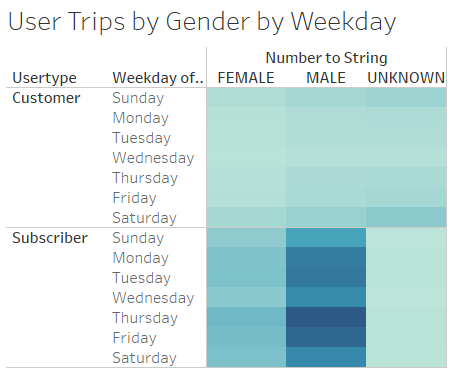 User Trips by Gender by Weekday
Number to String
Usertype Weekday of.. FEMALE MALE UNKNOWN
Customer Sunday
Monday
Tuesday
Wednesday
Thursday
Friday
Saturday
Subscriber Sunday
Monday
Tuesday
Wednesday
Thursday
Friday
Saturday